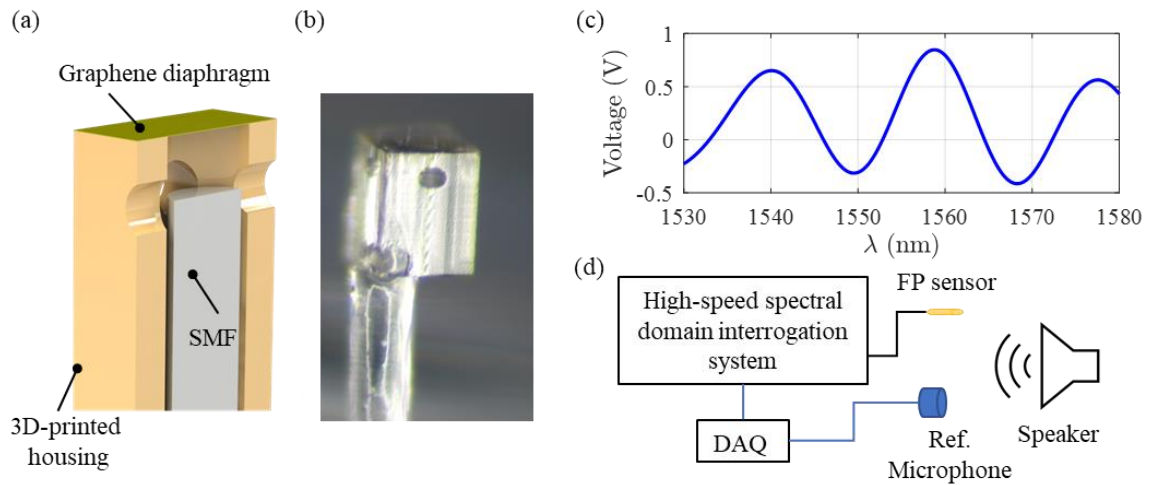 (a)
Graphene diaphragm
SMF
3D-printed
housing
(b)
(c)
Voltage (V)
1
0.5
0
-0.5
1530 1540 1550 1560 1570 1580
λ (nm)
(d)
High-speed spectral
domain interrogation
system
FP sensor
DAQ
Ref.
Microphone
Speaker